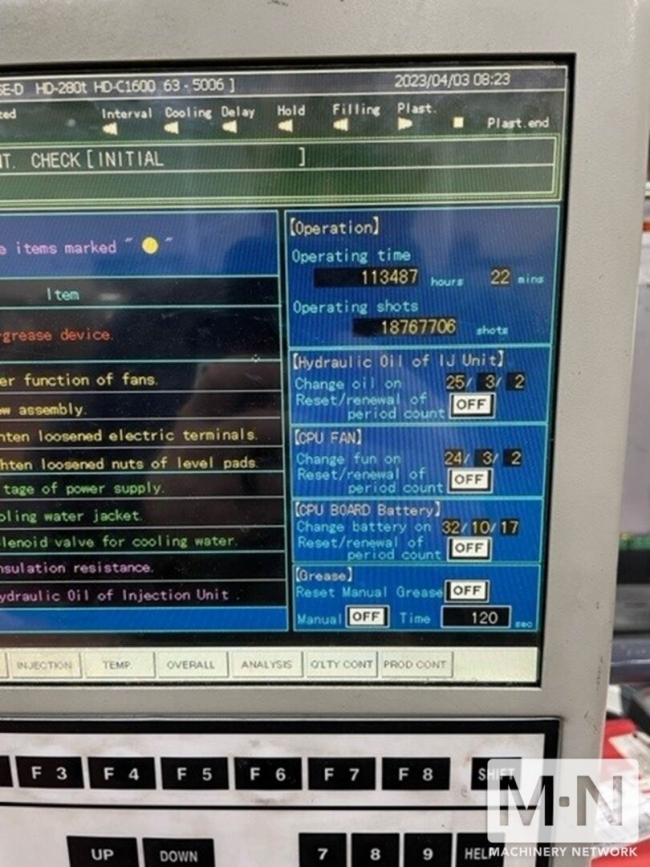 SE-D HD-280t HD-C1600 63-5006 ] 2023/04/03 08:23
ted Interval Cooling Delay Hold Filling Plast. Plast.end
NT. CHECK [ INITIAL ]
e items marked " ● "
Item
grease device.
er function of fans.
w assembly.
hten loosened electric terminals.
hten loosened nuts of level pads.
tage of power supply.
oling water jacket.
lenoid valve for cooling water.
nsulation resistance.
ydraulic Oil of Injection Unit .
[Operation]
Operating time
113487 hours 22 mins
Operating shots
18767706 shots
[Hydraulic Oil of IJ Unit]
Change oil on 25/ 3/ 2
Reset/renewal of
period count OFF
[CPU FAN]
Change fun on 24/ 3/ 2
Reset/renewal of
period count OFF
[CPU BOARD Battery]
Change battery on 32/10/17
Reset/renewal of
period count OFF
[Grease]
Reset Manual Grease OFF
Manual OFF Time 120 sec
INJECTION TEMP. OVERALL ANALYSIS Q'LTY CONT PROD CONT
F 3 F 4 F 5 F 6 F 7 F 8 SHIFT
UP DOWN 7 8 9 HELP
M·N
MACHINERY NETWORK